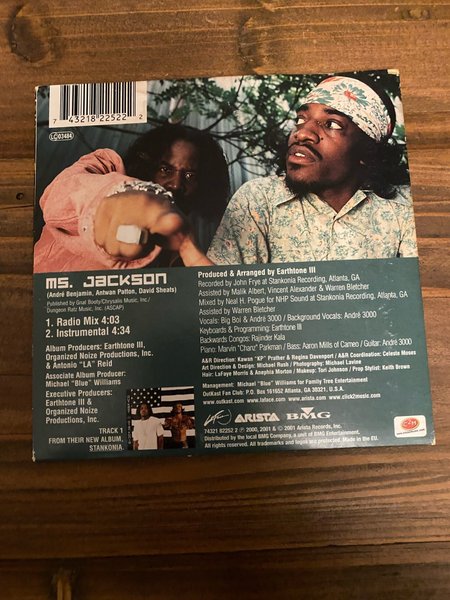 7 43218 22522 2
LC 03484
MS. JACKSON
(André Benjamin, Antwan Patton, David Sheats)
Published by Gnat Booty/Chrysalis Music, Inc./
Dungeon Ratz Music, Inc. (ASCAP)
1. Radio Mix 4:03
2. Instrumental 4:34
Album Producers: Earthtone III,
Organized Noize Productions, Inc.
& Antonio "LA" Reid
Associate Album Producer:
Michael "Blue" Williams
Executive Producers:
Earthtone III &
Organized Noize
Productions, Inc.
TRACK 1
FROM THEIR NEW ALBUM,
STANKONIA.
Produced & Arranged by Earthtone III
Recorded by John Frye at Stankonia Recording, Atlanta, GA
Assisted by Malik Albert, Vincent Alexander & Warren Bletcher
Mixed by Neal H. Pogue for NHP Sound at Stankonia Recording, Atlanta, GA
Assisted by Warren Bletcher
Vocals: Big Boi & André 3000 / Background Vocals: André 3000
Keyboards & Programming: Earthtone III
Backwards Congos: Rajinder Kala
Piano: Marvin "Chanz" Parkman / Bass: Aaron Mills of Cameo / Guitar: André 3000
A&R Direction: Kawan "KP" Prather & Regina Davenport / A&R Coordination: Celesta Moses
Art Direction & Design: Michael Rush / Photography: Michael Lavine
Hair: LaFaye Morris & Anephia Morton / Makeup: Tori Johnson / Prop Stylist: Keith Brown
Management: Michael "Blue" Williams for Family Tree Entertainment
OutKast Fan Club: P.O. Box 161652 Atlanta, GA 30321, U.S.A.
www.outkast.com www.laface.com www.arista.com www.click2music.com
ARISTA BMG
74321 82252 2 ℗ 2000, 2001 & © 2001 Arista Records, Inc.
Distributed by the local BMG Company, a unit of BMG Entertainment.
All rights reserved. All trademarks and logos are protected. Made in the EU.